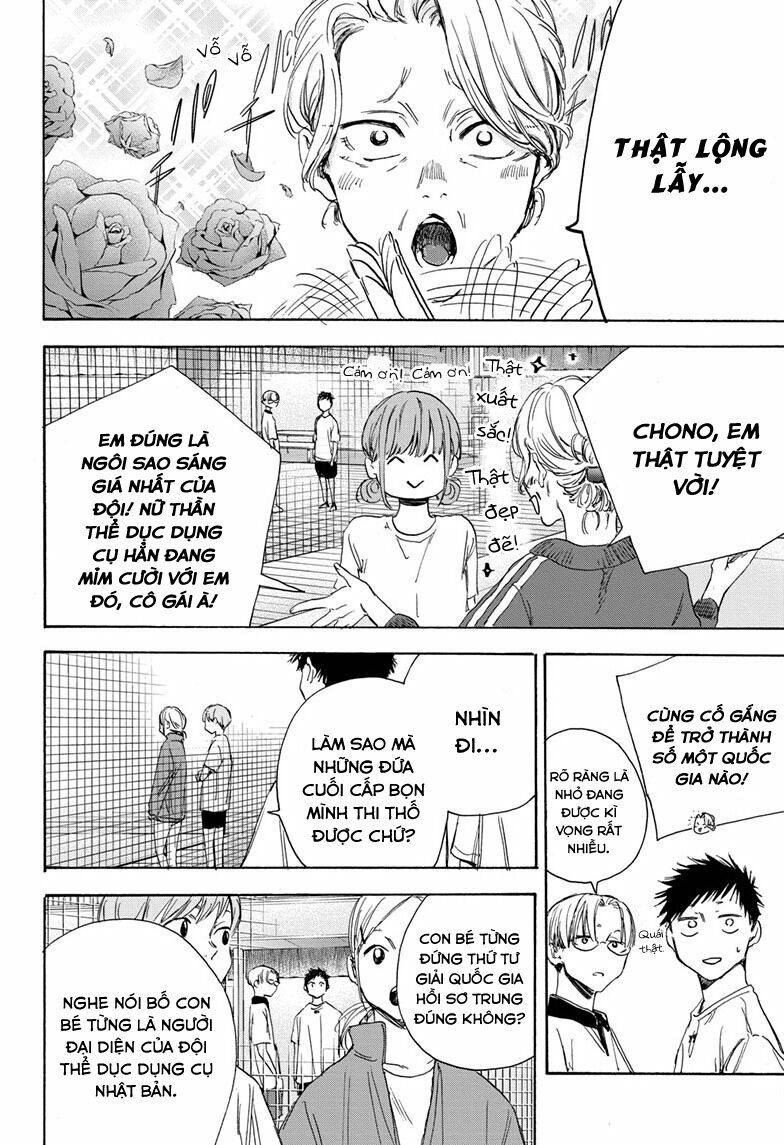 THẬT LỘNG
LẪY...
VỖ
VỖ
CHONO, EM
THẬT TUYỆT
VỜI!
Thật
xuất
sắc!
Thật
đẹp
đẽ!
Cảm ơn! Cảm ơn!
EM ĐÚNG LÀ
NGÔI SAO SÁNG
GIÁ NHẤT CỦA
ĐỘI! NỮ THẦN
THỂ DỤC DỤNG
CỤ HẲN ĐANG
MỈM CƯỜI VỚI EM
ĐÓ, CÔ GÁI À!
CÙNG CỐ GẮNG
ĐỂ TRỞ THÀNH
SỐ MỘT QUỐC
GIA NÀO!
RÕ RÀNG LÀ
NHỎ ĐANG
ĐƯỢC KÌ
VỌNG RẤT
NHIỀU.
Quái
thật.
NHÌN
ĐI...
LÀM SAO MÀ
NHỮNG ĐỨA
CUỐI CẤP BỌN
MÌNH THI THỐ
ĐƯỢC CHỨ?
CON BÉ TỪNG
ĐỨNG THỨ TƯ
GIẢI QUỐC GIA
HỒI SƠ TRUNG
ĐÚNG KHÔNG?
NGHE NÓI BỐ CON
BÉ TỪNG LÀ NGƯỜI
ĐẠI DIỆN CỦA ĐỘI
THỂ DỤC DỤNG CỤ
NHẬT BẢN.